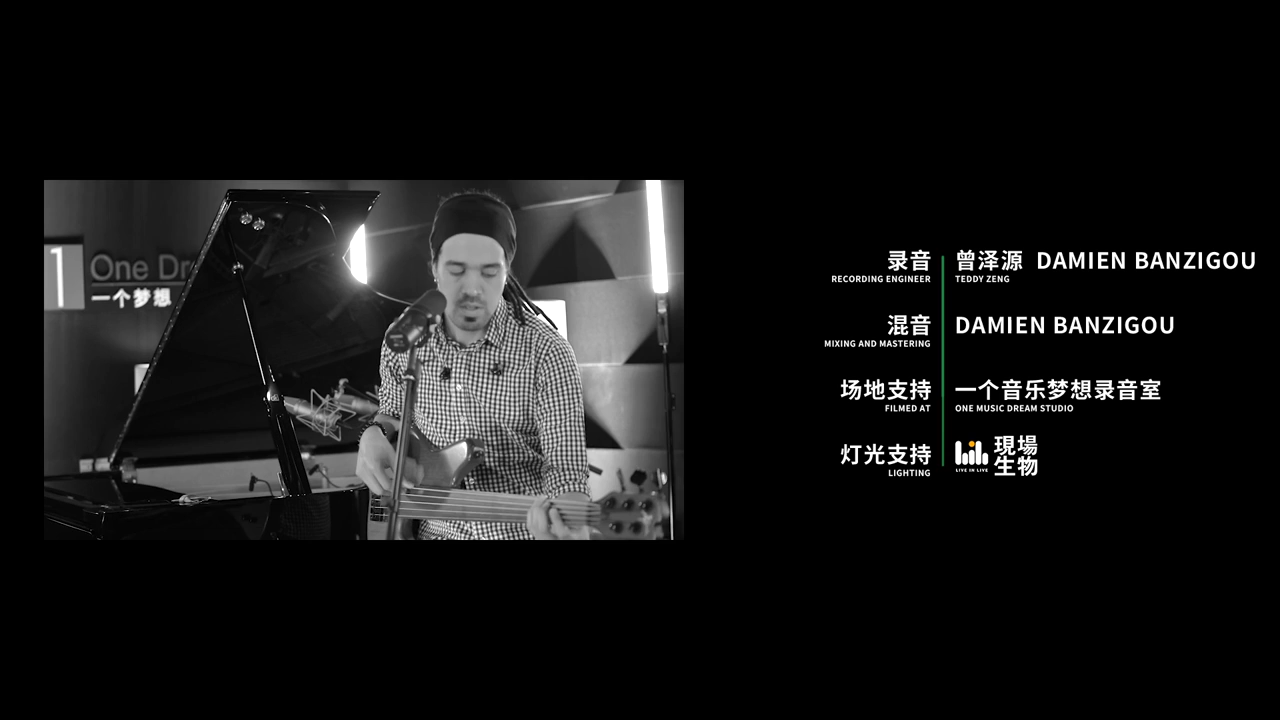 1
One Dr
一个梦想
录音 曾泽源 DAMIEN BANZIGOU
RECORDING ENGINEER TEDDY ZENG
混音 DAMIEN BANZIGOU
MIXING AND MASTERING
场地支持 一个音乐梦想录音室
FILMED AT ONE MUSIC DREAM STUDIO
灯光支持 現場
生物
LIGHTING LIVE IN LIVE